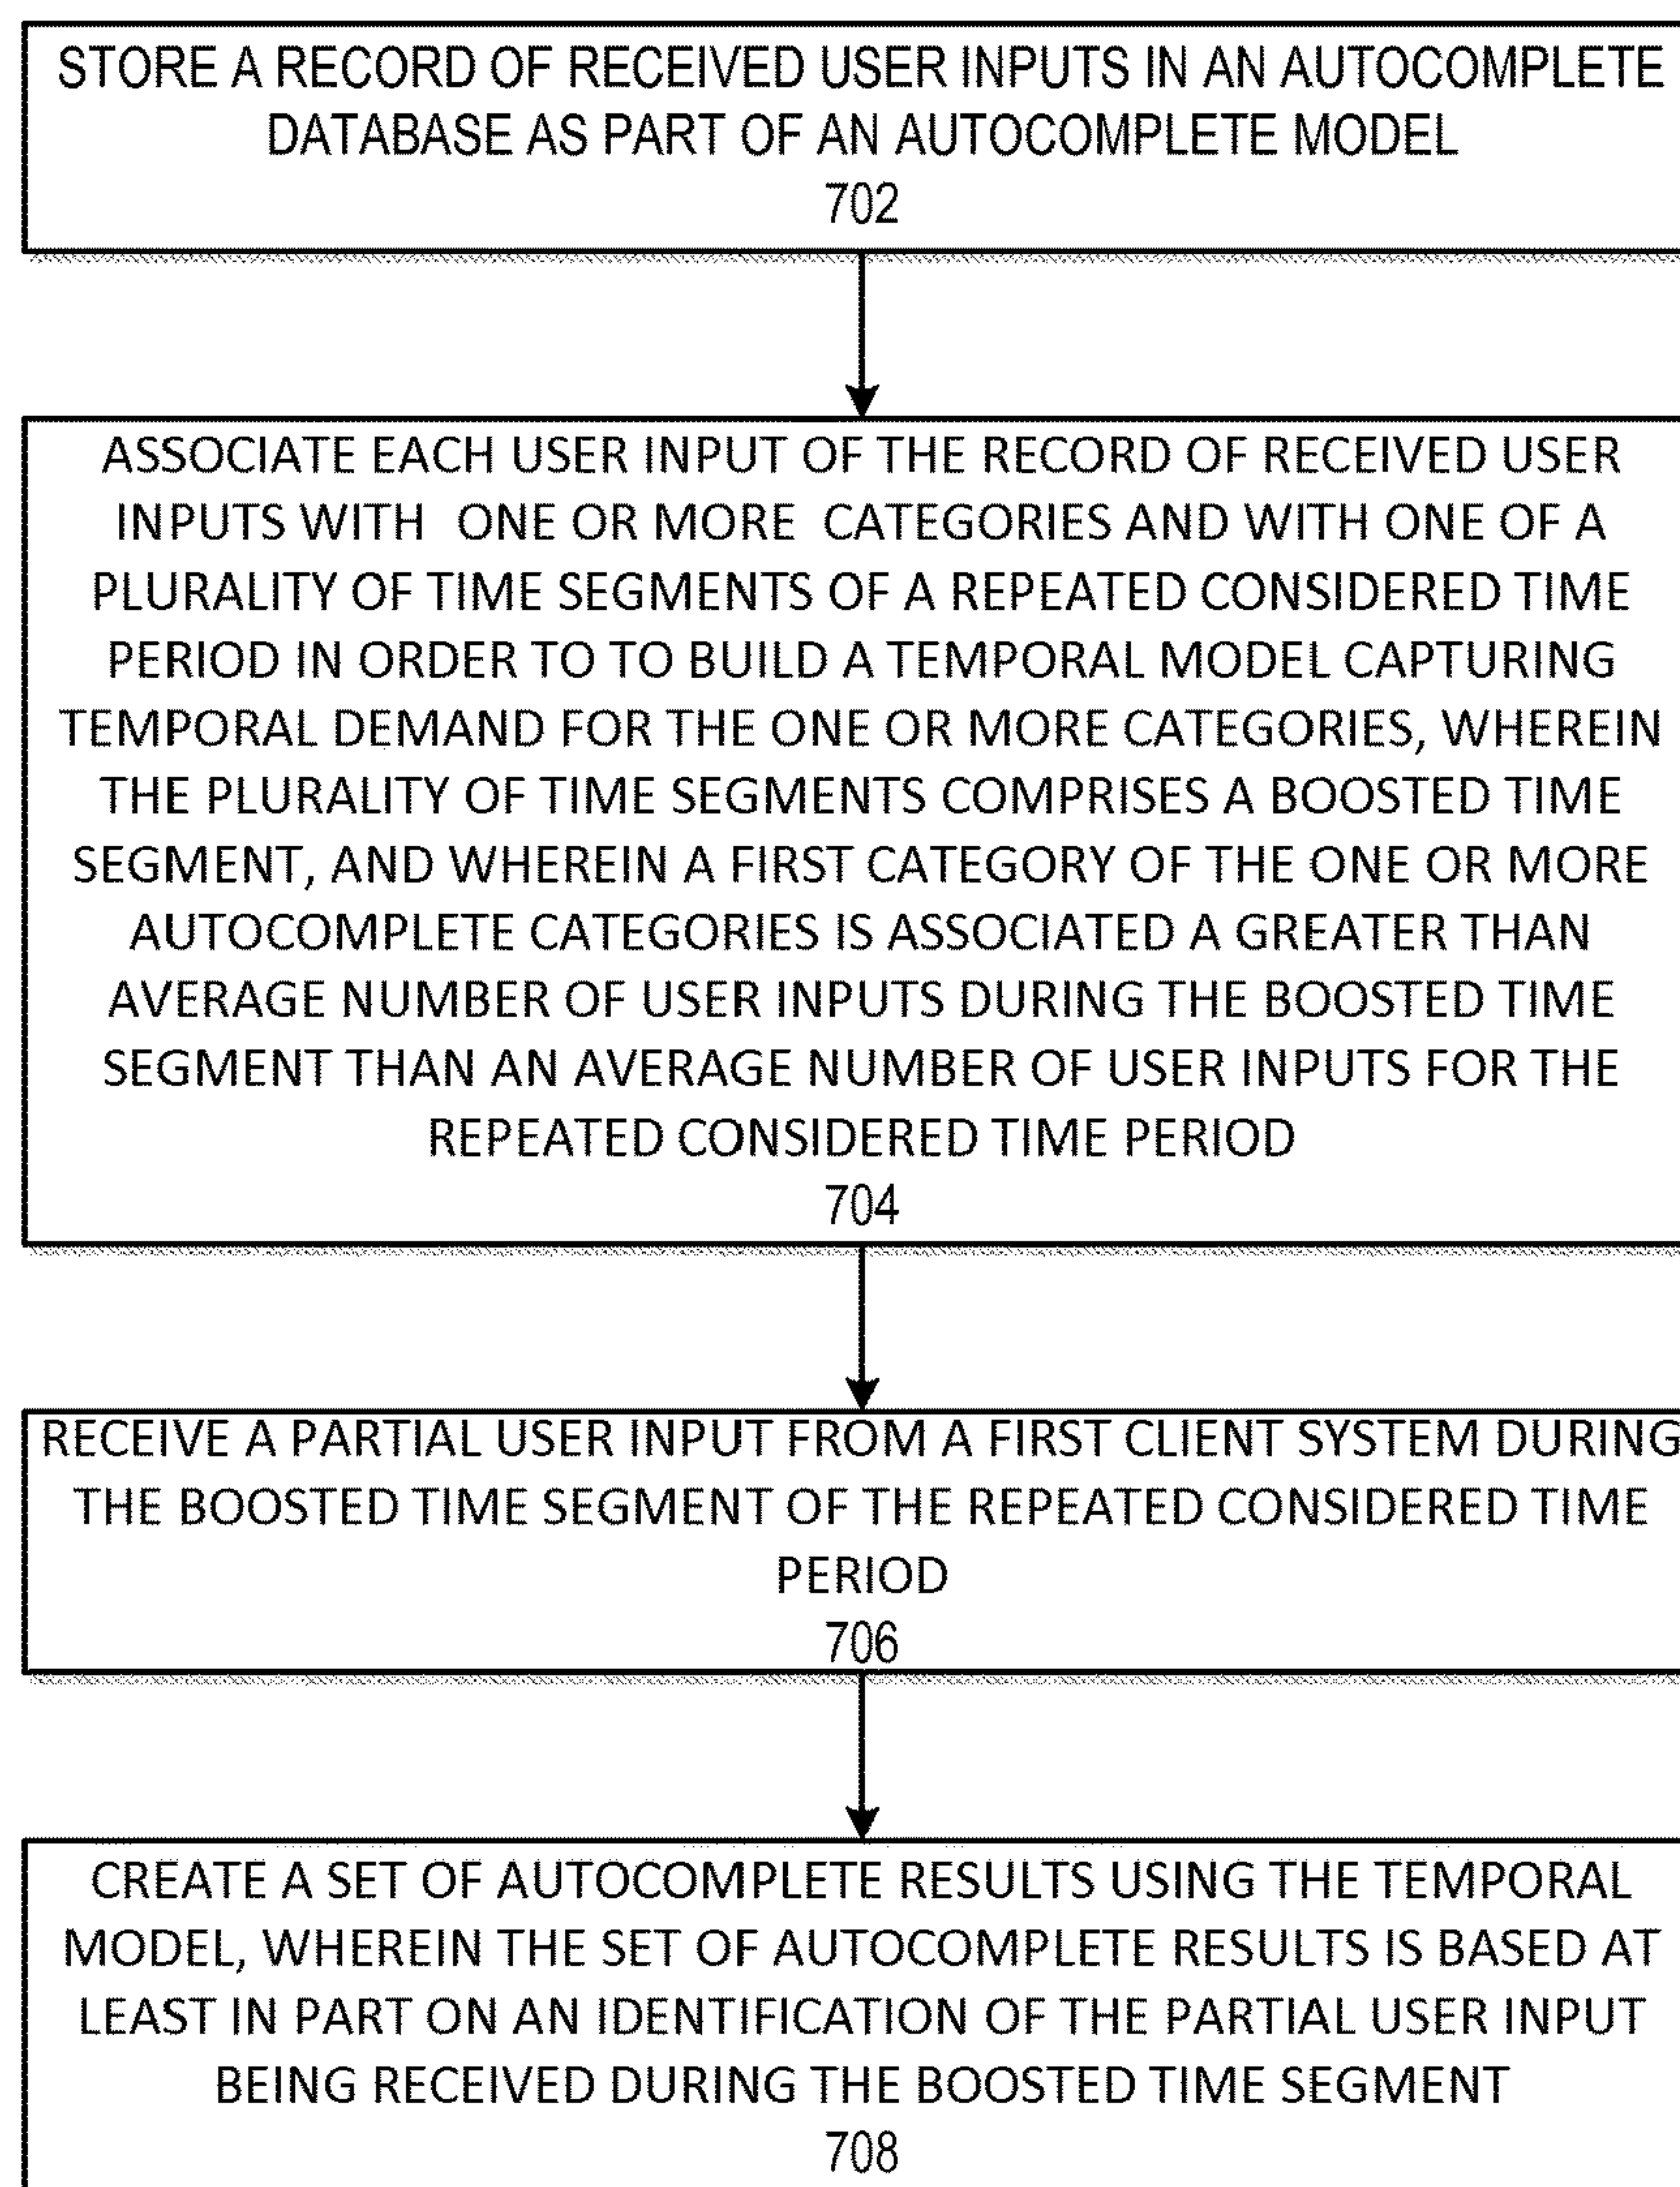 STORE A RECORD OF RECEIVED USER INPUTS IN AN AUTOCOMPLETE
DATABASE AS PART OF AN AUTOCOMPLETE MODEL
702
ASSOCIATE EACH USER INPUT OF THE RECORD OF RECEIVED USER
INPUTS WITH ONE OR MORE CATEGORIES AND WITH ONE OF A
PLURALITY OF TIME SEGMENTS OF A REPEATED CONSIDERED TIME
PERIOD IN ORDER TO TO BUILD A TEMPORAL MODEL CAPTURING
TEMPORAL DEMAND FOR THE ONE OR MORE CATEGORIES, WHEREIN
THE PLURALITY OF TIME SEGMENTS COMPRISES A BOOSTED TIME
SEGMENT, AND WHEREIN A FIRST CATEGORY OF THE ONE OR MORE
AUTOCOMPLETE CATEGORIES IS ASSOCIATED A GREATER THAN
AVERAGE NUMBER OF USER INPUTS DURING THE BOOSTED TIME
SEGMENT THAN AN AVERAGE NUMBER OF USER INPUTS FOR THE
REPEATED CONSIDERED TIME PERIOD
704
RECEIVE A PARTIAL USER INPUT FROM A FIRST CLIENT SYSTEM DURING
THE BOOSTED TIME SEGMENT OF THE REPEATED CONSIDERED TIME
PERIOD
706
CREATE A SET OF AUTOCOMPLETE RESULTS USING THE TEMPORAL
MODEL, WHEREIN THE SET OF AUTOCOMPLETE RESULTS IS BASED AT
LEAST IN PART ON AN IDENTIFICATION OF THE PARTIAL USER INPUT
BEING RECEIVED DURING THE BOOSTED TIME SEGMENT
708